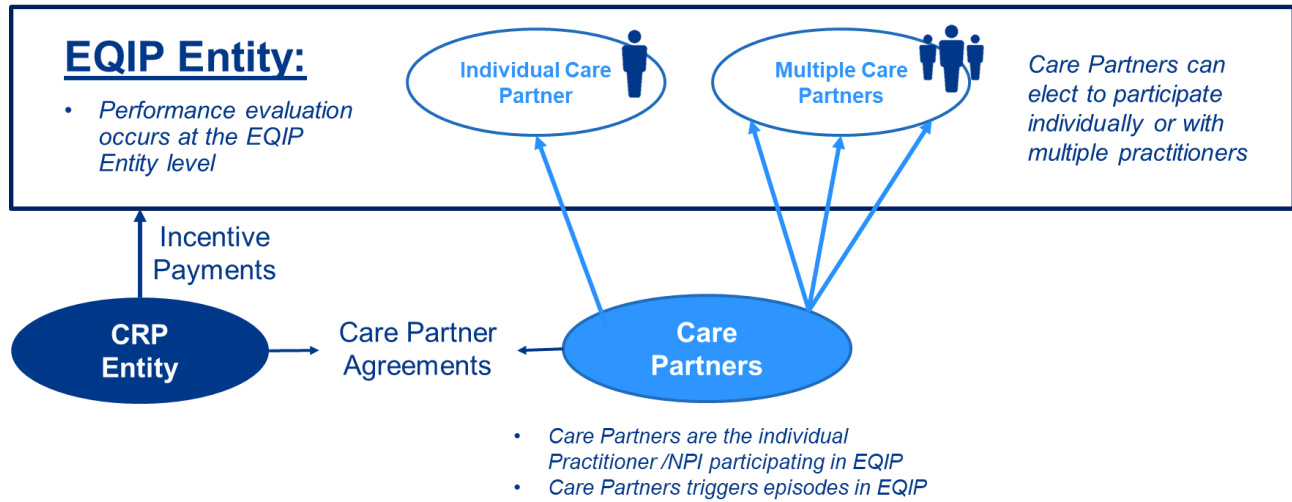 EQIP Entity:
• Performance evaluation
occurs at the EQIP
Entity level
Individual Care
Partner
Multiple Care
Partners
Care Partners can
elect to participate
individually or with
multiple practitioners
Incentive
Payments
CRP
Entity
Care Partner
Agreements
Care
Partners
• Care Partners are the individual
Practitioner /NPI participating in EQIP
• Care Partners triggers episodes in EQIP